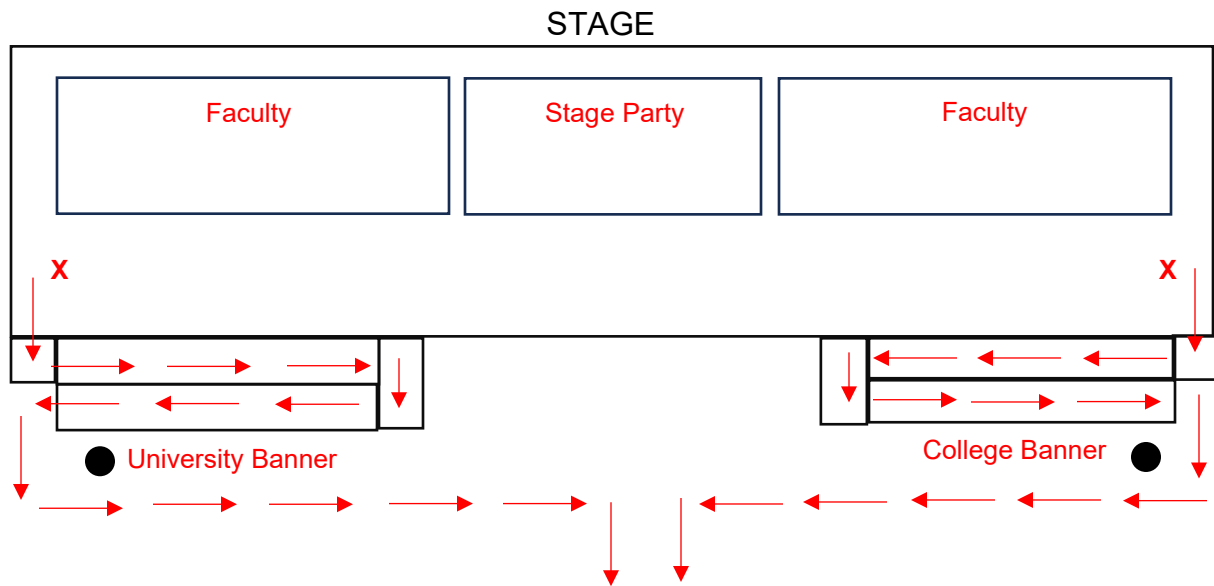 STAGE
Faculty
Stage Party
Faculty
X
X
University Banner
College Banner